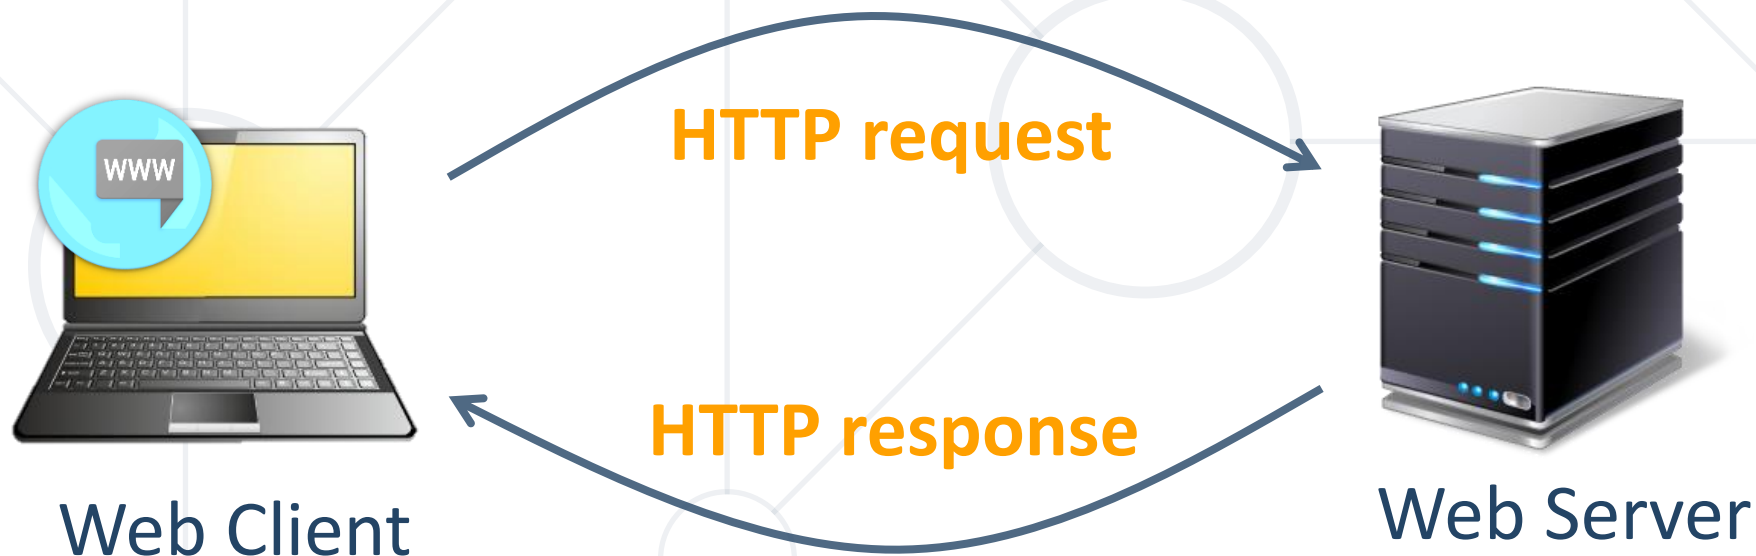 HTTP request
WWW
HTTP response
Web Client
Web Server